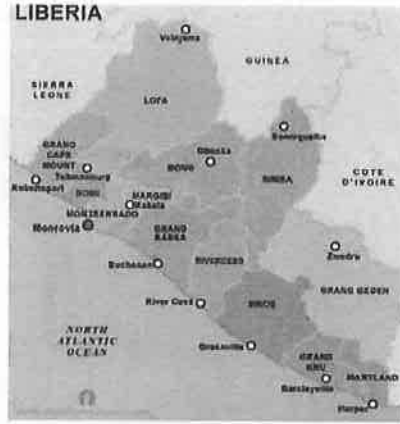 LIBERIA
Voinjama
GUINEA
SIERRA
LEONE
LOFA
GRAND
CAPE
MOUNT
Tubmanburg
Robertsport
BOMI
BONG
Gbanga
Sanniquellie
NIMBA
COTE
D'IVOIRE
MARGIBI
Kakata
MONTSERRADO
Monrovia
GRAND
BASSA
Buchanan
RIVERCESS
Zwedru
GRAND GEDEH
River Cess
SINOE
NORTH
ATLANTIC
OCEAN
Greenville
GRAND
KRU
Barclayville
MARYLAND
Harper